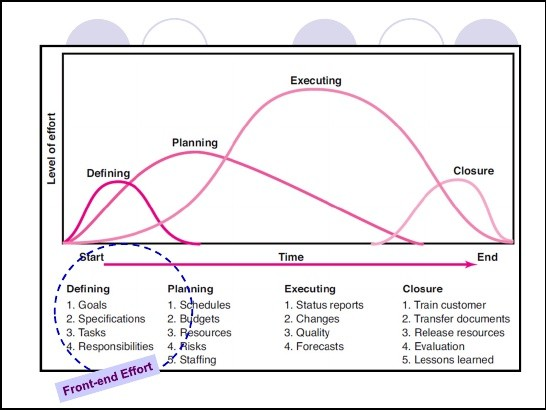 Executing
Planning
Defining
Closure
Level of effort
Start
Time
End
Defining
1. Goals
2. Specifications
3. Tasks
4. Responsibilities
Planning
1. Schedules
2. Budgets
3. Resources
4. Risks
5. Staffing
Executing
1. Status reports
2. Changes
3. Quality
4. Forecasts
Closure
1. Train customer
2. Transfer documents
3. Release resources
4. Evaluation
5. Lessons learned
Front-end Effort